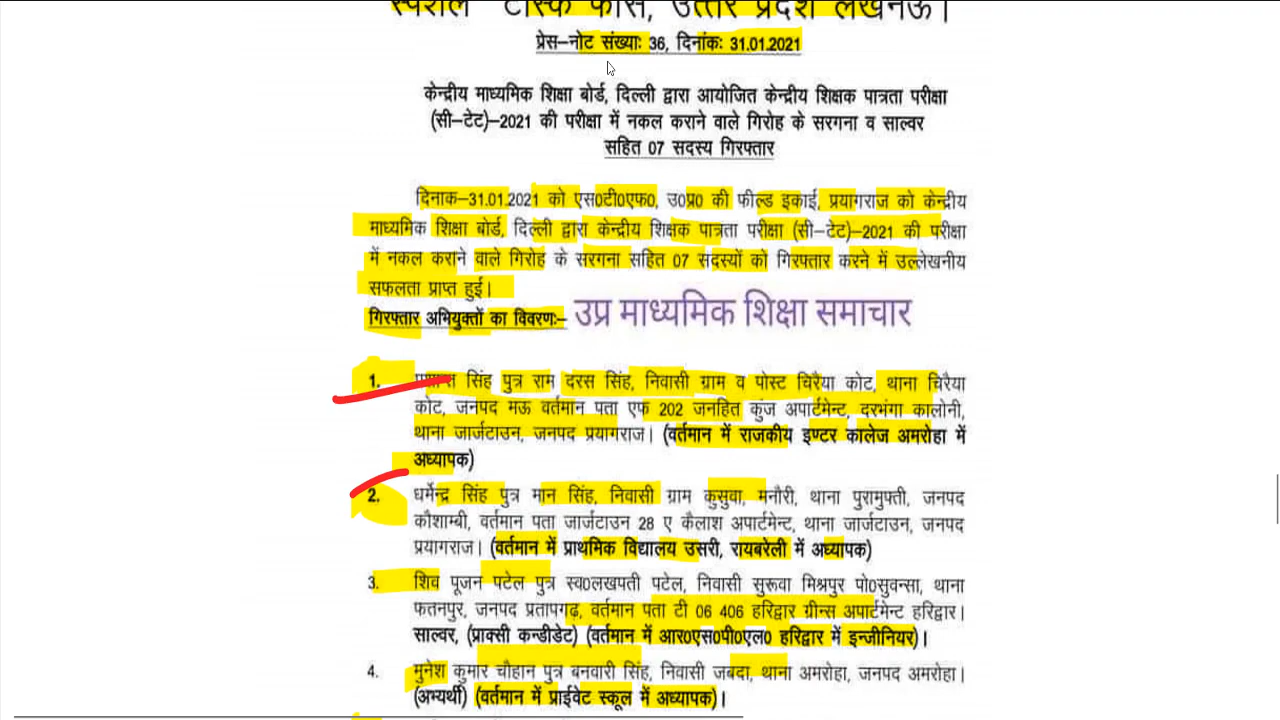 स्पेशल टास्क फोर्स, उत्तर प्रदेश लखनऊ।
प्रेस–नोट संख्याः 36, दिनांकः 31.01.2021
केन्द्रीय माध्यमिक शिक्षा बोर्ड, दिल्ली द्वारा आयोजित केन्द्रीय शिक्षक पात्रता परीक्षा
(सी–टेट)–2021 की परीक्षा में नकल कराने वाले गिरोह के सरगना व साल्वर
सहित 07 सदस्य गिरफ्तार
दिनाक–31.01.2021 को एस0टी0एफ0, उ0प्र0 की फील्ड इकाई, प्रयागराज को केन्द्रीय
माध्यमिक शिक्षा बोर्ड, दिल्ली द्वारा केन्द्रीय शिक्षक पात्रता परीक्षा (सी–टेट)–2021 की परीक्षा
में नकल कराने वाले गिरोह के सरगना सहित 07 सदस्यों को गिरफ्तार करने में उल्लेखनीय
सफलता प्राप्त हुई।
गिरफ्तार अभियुक्तों का विवरणः–
उप्र माध्यमिक शिक्षा समाचार
1. सिंह पुत्र राम दरस सिंह, निवासी ग्राम व पोस्ट चिरैया कोट, थाना चिरैया
कोट, जनपद मऊ वर्तमान पता एफ 202 जनहित कुंज अपार्टमेन्ट, दरभंगा कालोनी,
थाना जार्जटाउन, जनपद प्रयागराज। (वर्तमान में राजकीय इण्टर कालेज अमरोहा में
अध्यापक)
2. धर्मेन्द्र सिंह पुत्र मान सिंह, निवासी ग्राम कुसुवा, मनौरी, थाना पुरामुफ्ती, जनपद
कौशाम्बी, वर्तमान पता जार्जटाउन 28 ए कैलाश अपार्टमेन्ट, थाना जार्जटाउन, जनपद
प्रयागराज। (वर्तमान में प्राथमिक विद्यालय उसरी, रायबरेली में अध्यापक)
3. शिव पूजन पटेल पुत्र स्व0लखपती पटेल, निवासी सुरूवा मिश्रपुर पो0सुवन्सा, थाना
फतनपुर, जनपद प्रतापगढ़, वर्तमान पता टी 06 406 हरिद्वार ग्रीन्स अपार्टमेन्ट हरिद्वार।
साल्वर, (प्राक्सी कन्डीडेट) (वर्तमान में आर0एस0पी0एल0 हरिद्वार में इन्जीनियर)।
4. मुनेश कुमार चौहान पुत्र बनवारी सिंह, निवासी जबदा, थाना अमरोहा, जनपद अमरोहा।
(अभ्यर्थी) (वर्तमान में प्राईवेट स्कूल में अध्यापक)।